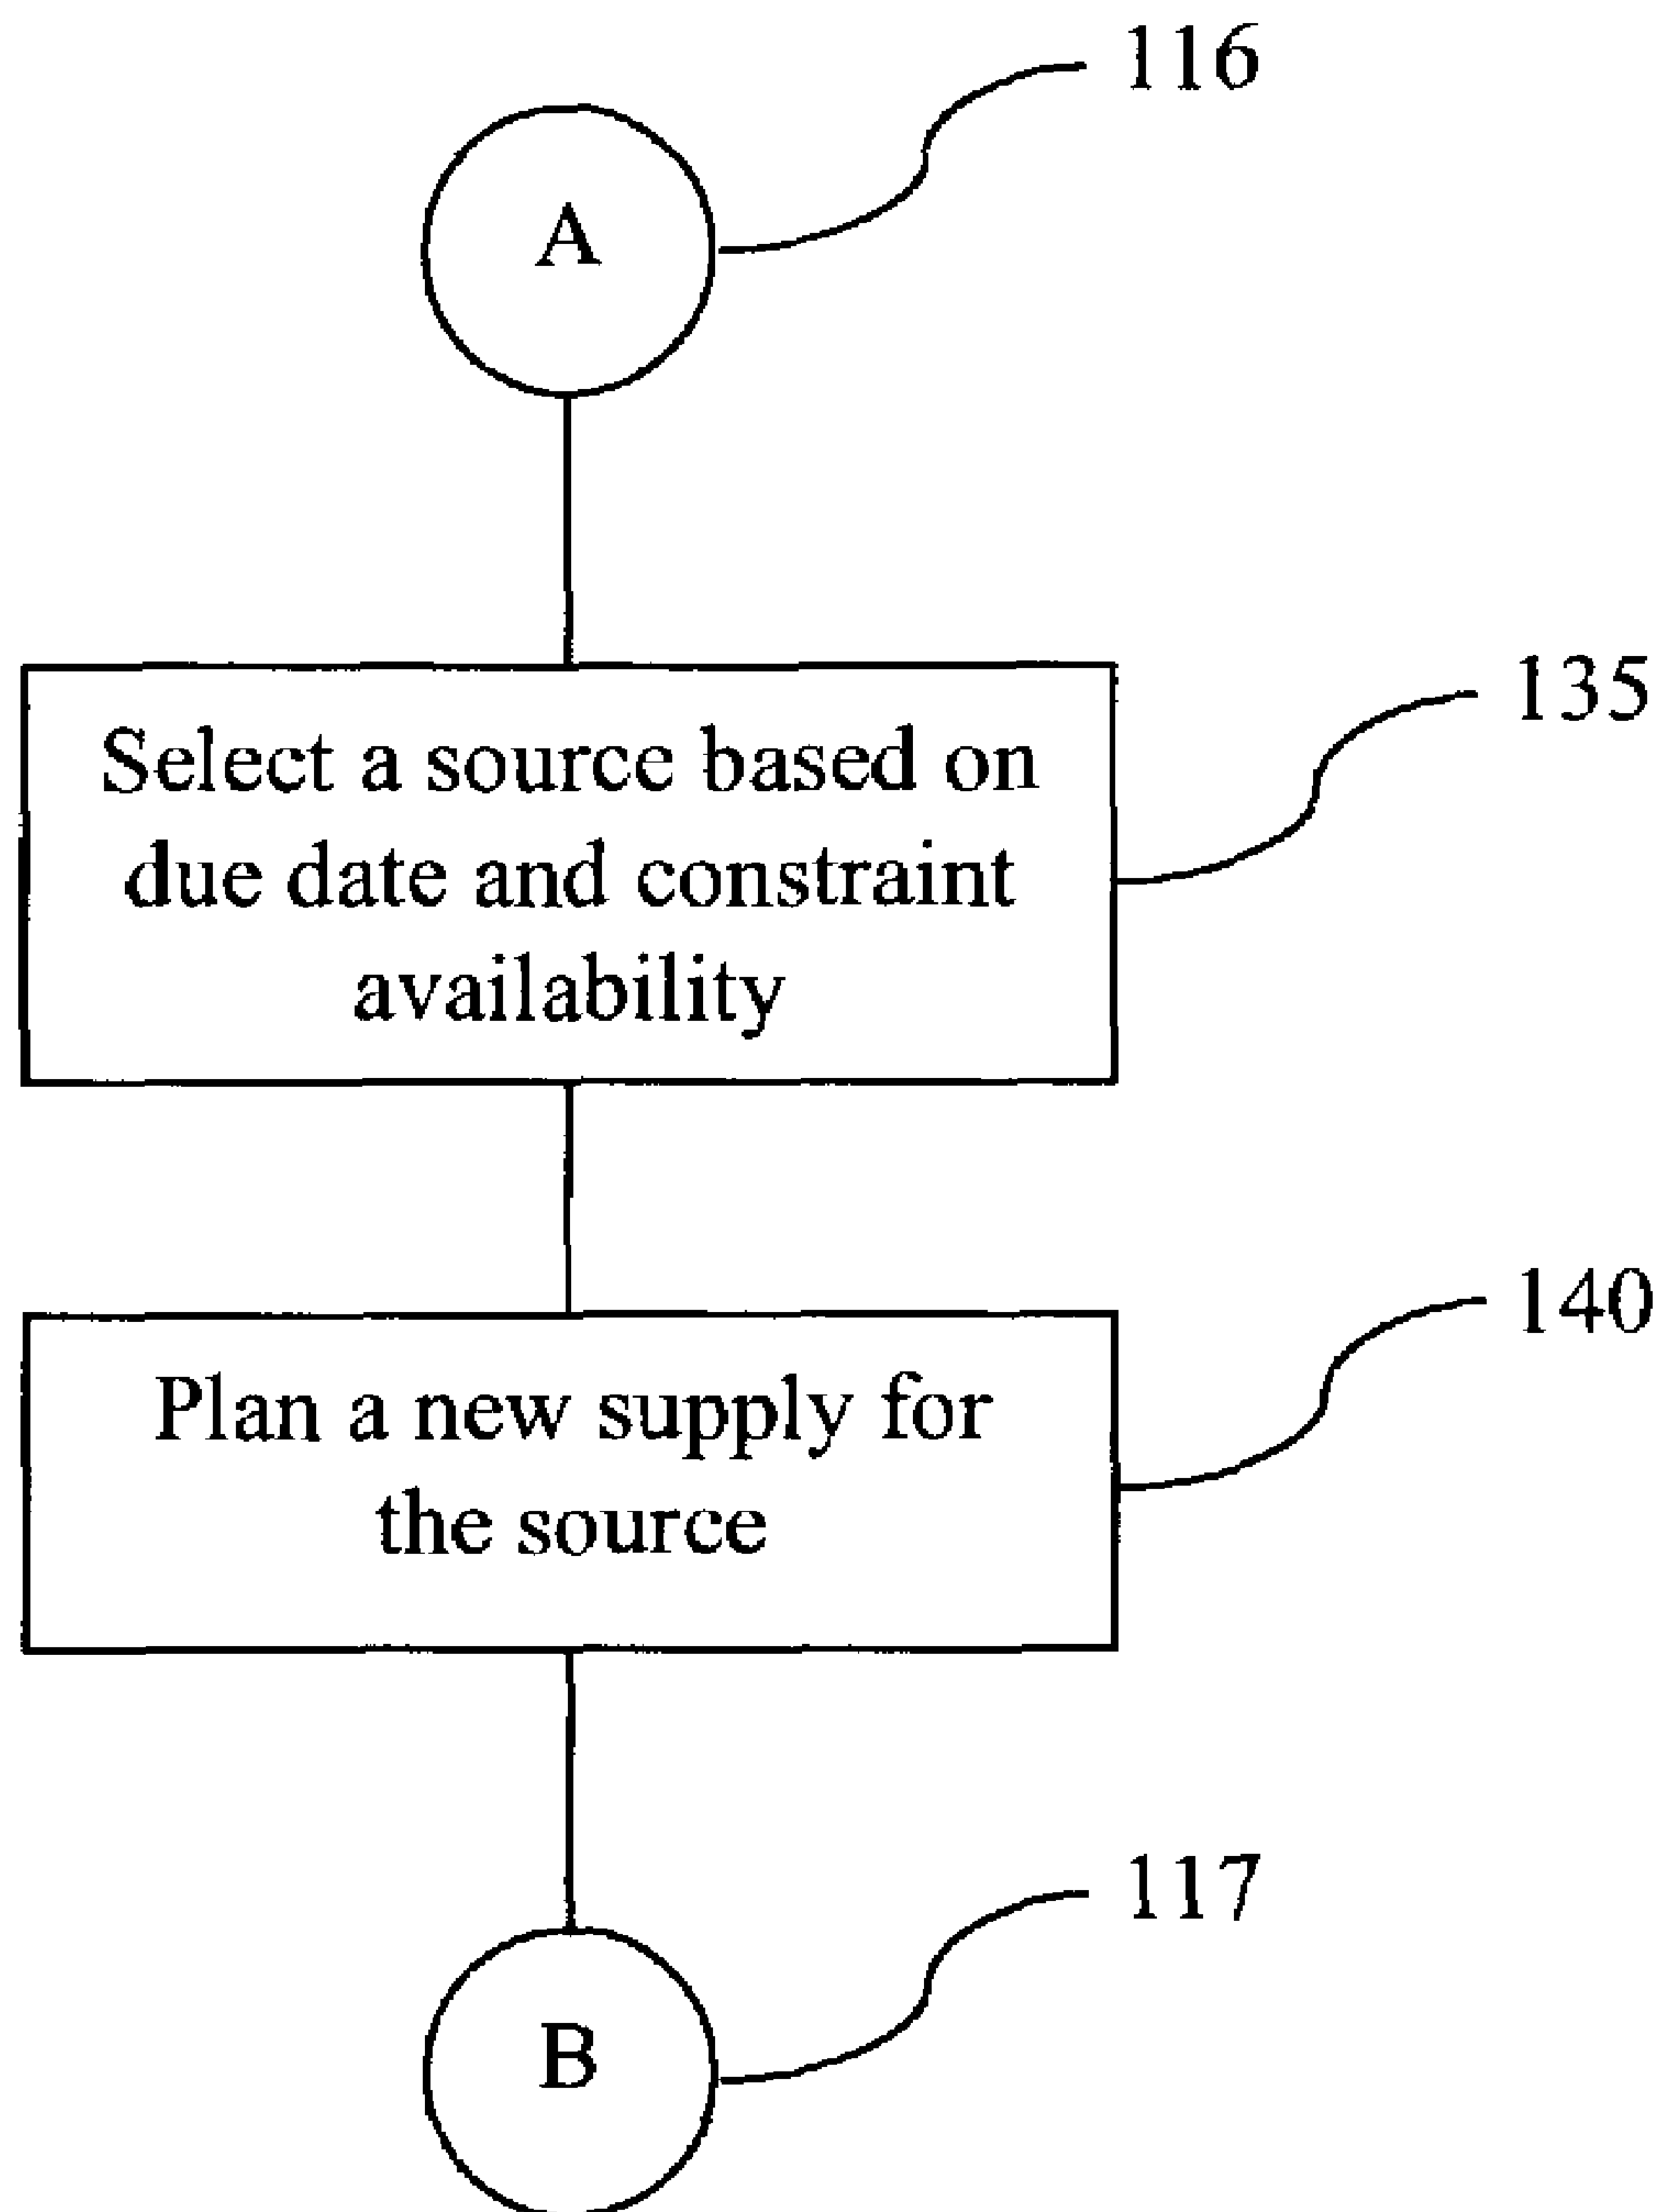 116
A
135
Select a source based on
due date and constraint
availability
140
Plan a new supply for
the source
117
B